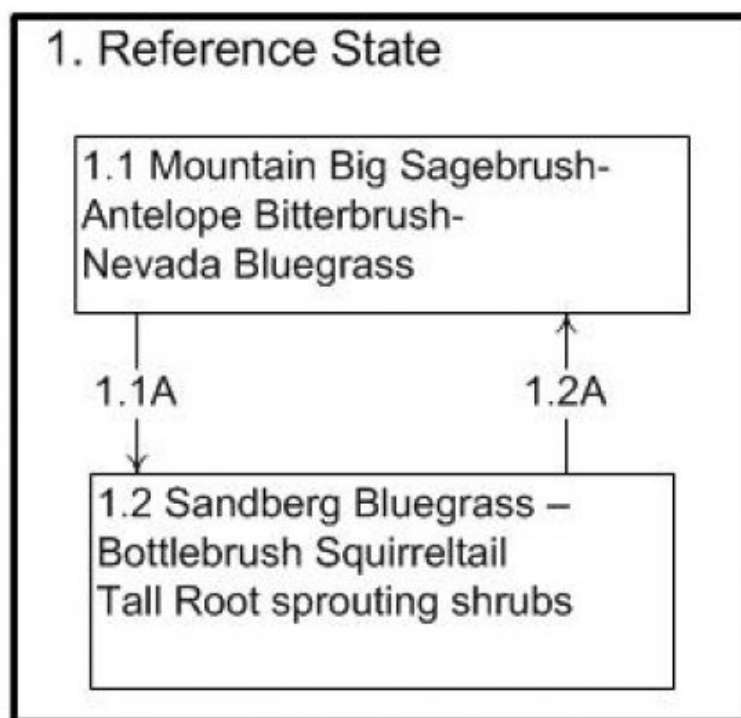 1. Reference State
1.1 Mountain Big Sagebrush-
Antelope Bitterbrush-
Nevada Bluegrass
1.1A
1.2A
1.2 Sandberg Bluegrass –
Bottlebrush Squirreltail
Tall Root sprouting shrubs